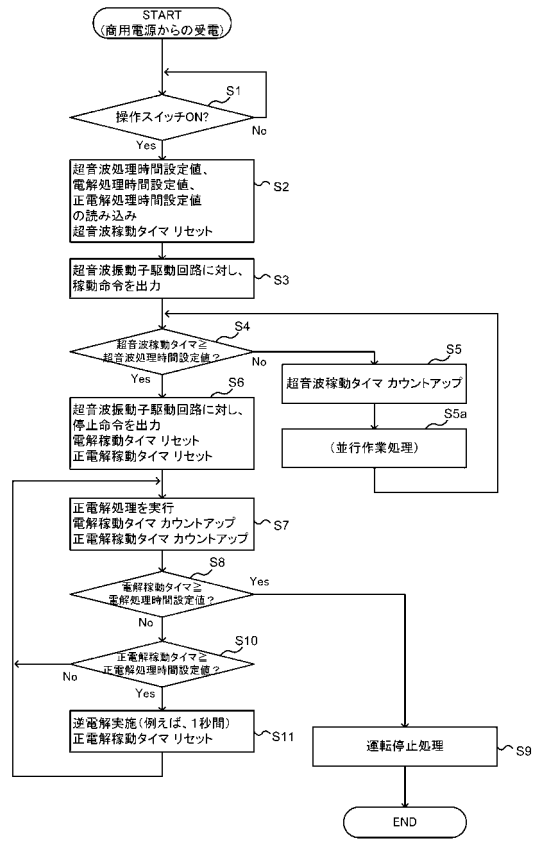 START
(商用電源からの受電)
S1
操作スイッチON?
No
Yes
超音波処理時間設定値、
電解処理時間設定値、
正電解処理時間設定値
の読み込み
超音波稼動タイマ リセット
S2
超音波振動子駆動回路に対し、
稼動命令を出力
S3
S4
超音波稼動タイマ≧
超音波処理時間設定値?
No
Yes
S5
超音波稼動タイマ カウントアップ
S5a
(並行作業処理)
S6
超音波振動子駆動回路に対し、
停止命令を出力
電解稼動タイマ リセット
正電解稼動タイマ リセット
正電解処理を実行
電解稼動タイマ カウントアップ
正電解稼動タイマ カウントアップ
S7
S8
電解稼動タイマ≧
電解処理時間設定値?
Yes
No
S10
正電解稼動タイマ≧
正電解処理時間設定値?
No
Yes
逆電解実施(例えば、1秒間)
正電解稼動タイマ リセット
S11
運転停止処理
S9
END